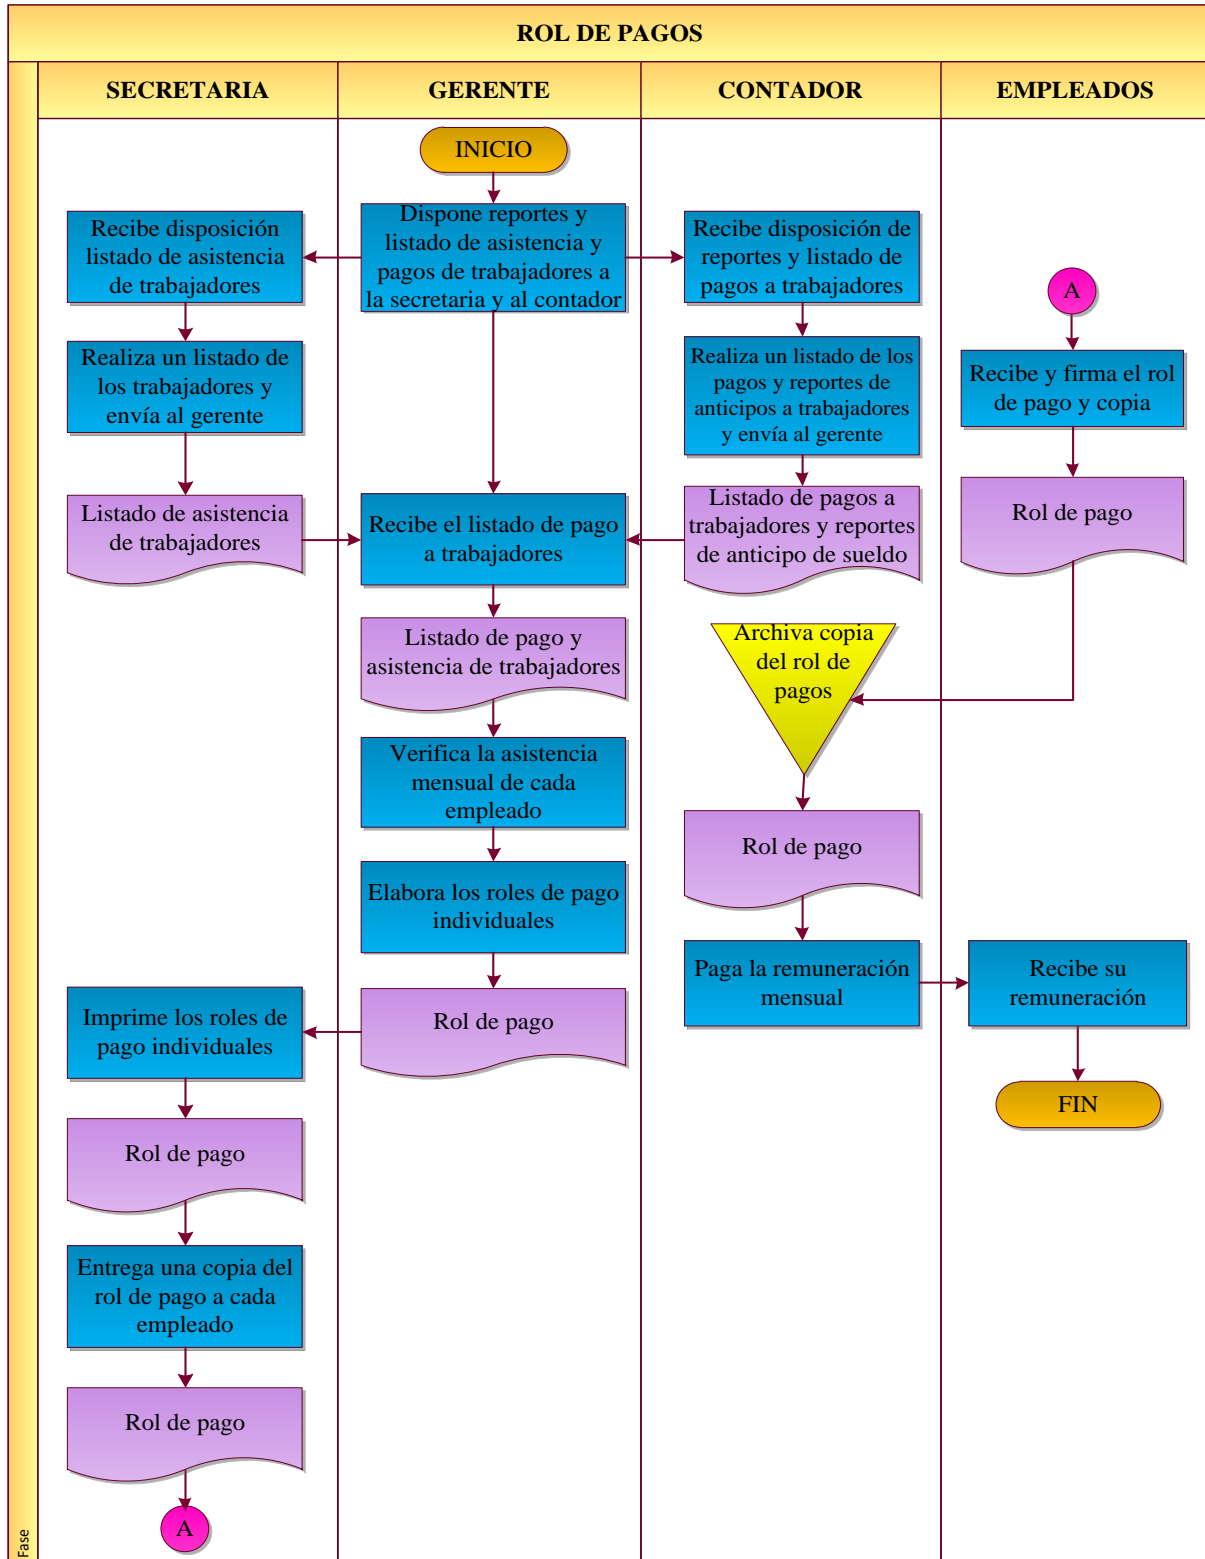 ROL DE PAGOS
SECRETARIA
GERENTE
CONTADOR
EMPLEADOS
INICIO
Recibe disposición
listado de asistencia
de trabajadores
Dispone reportes y
listado de asistencia y
pagos de trabajadores a
la secretaria y al contador
Recibe disposición de
reportes y listado de
pagos a trabajadores
A
Realiza un listado de
los trabajadores y
envía al gerente
Realiza un listado de los
pagos y reportes de
anticipos a trabajadores
y envía al gerente
Recibe y firma el rol
de pago y copia
Listado de asistencia
de trabajadores
Recibe el listado de pago
a trabajadores
Listado de pagos a
trabajadores y reportes
de anticipo de sueldo
Rol de pago
Listado de pago y
asistencia de trabajadores
Archiva copia
del rol de
pagos
Verifica la asistencia
mensual de cada
empleado
Rol de pago
Elabora los roles de pago
individuales
Paga la remuneración
mensual
Recibe su
remuneración
Imprime los roles de
pago individuales
Rol de pago
FIN
Rol de pago
Entrega una copia del
rol de pago a cada
empleado
Rol de pago
A
Fase